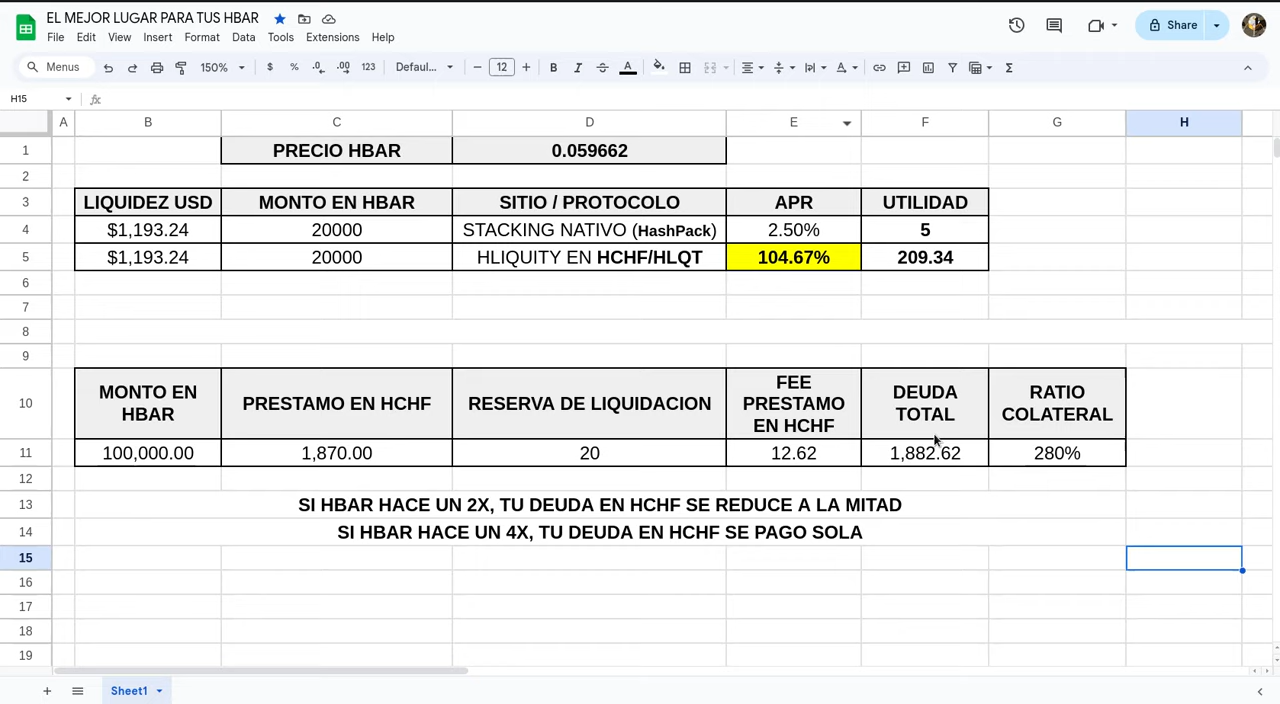 EL MEJOR LUGAR PARA TUS HBAR
File Edit View Insert Format Data Tools Extensions Help
Share
Menus 150% $ % .0 .00 123 Defaul... − 12 + B I S A Σ
H15 fx
A B C D E F G H
1 PRECIO HBAR 0.059662
2
3 LIQUIDEZ USD MONTO EN HBAR SITIO / PROTOCOLO APR UTILIDAD
4 $1,193.24 20000 STACKING NATIVO (HashPack) 2.50% 5
5 $1,193.24 20000 HLIQUITY EN HCHF/HLQT 104.67% 209.34
6
7
8
9
10 MONTO EN HBAR PRESTAMO EN HCHF RESERVA DE LIQUIDACION FEE PRESTAMO EN HCHF DEUDA TOTAL RATIO COLATERAL
11 100,000.00 1,870.00 20 12.62 1,882.62 280%
12
13 SI HBAR HACE UN 2X, TU DEUDA EN HCHF SE REDUCE A LA MITAD
14 SI HBAR HACE UN 4X, TU DEUDA EN HCHF SE PAGO SOLA
15
16
17
18
19
Sheet1